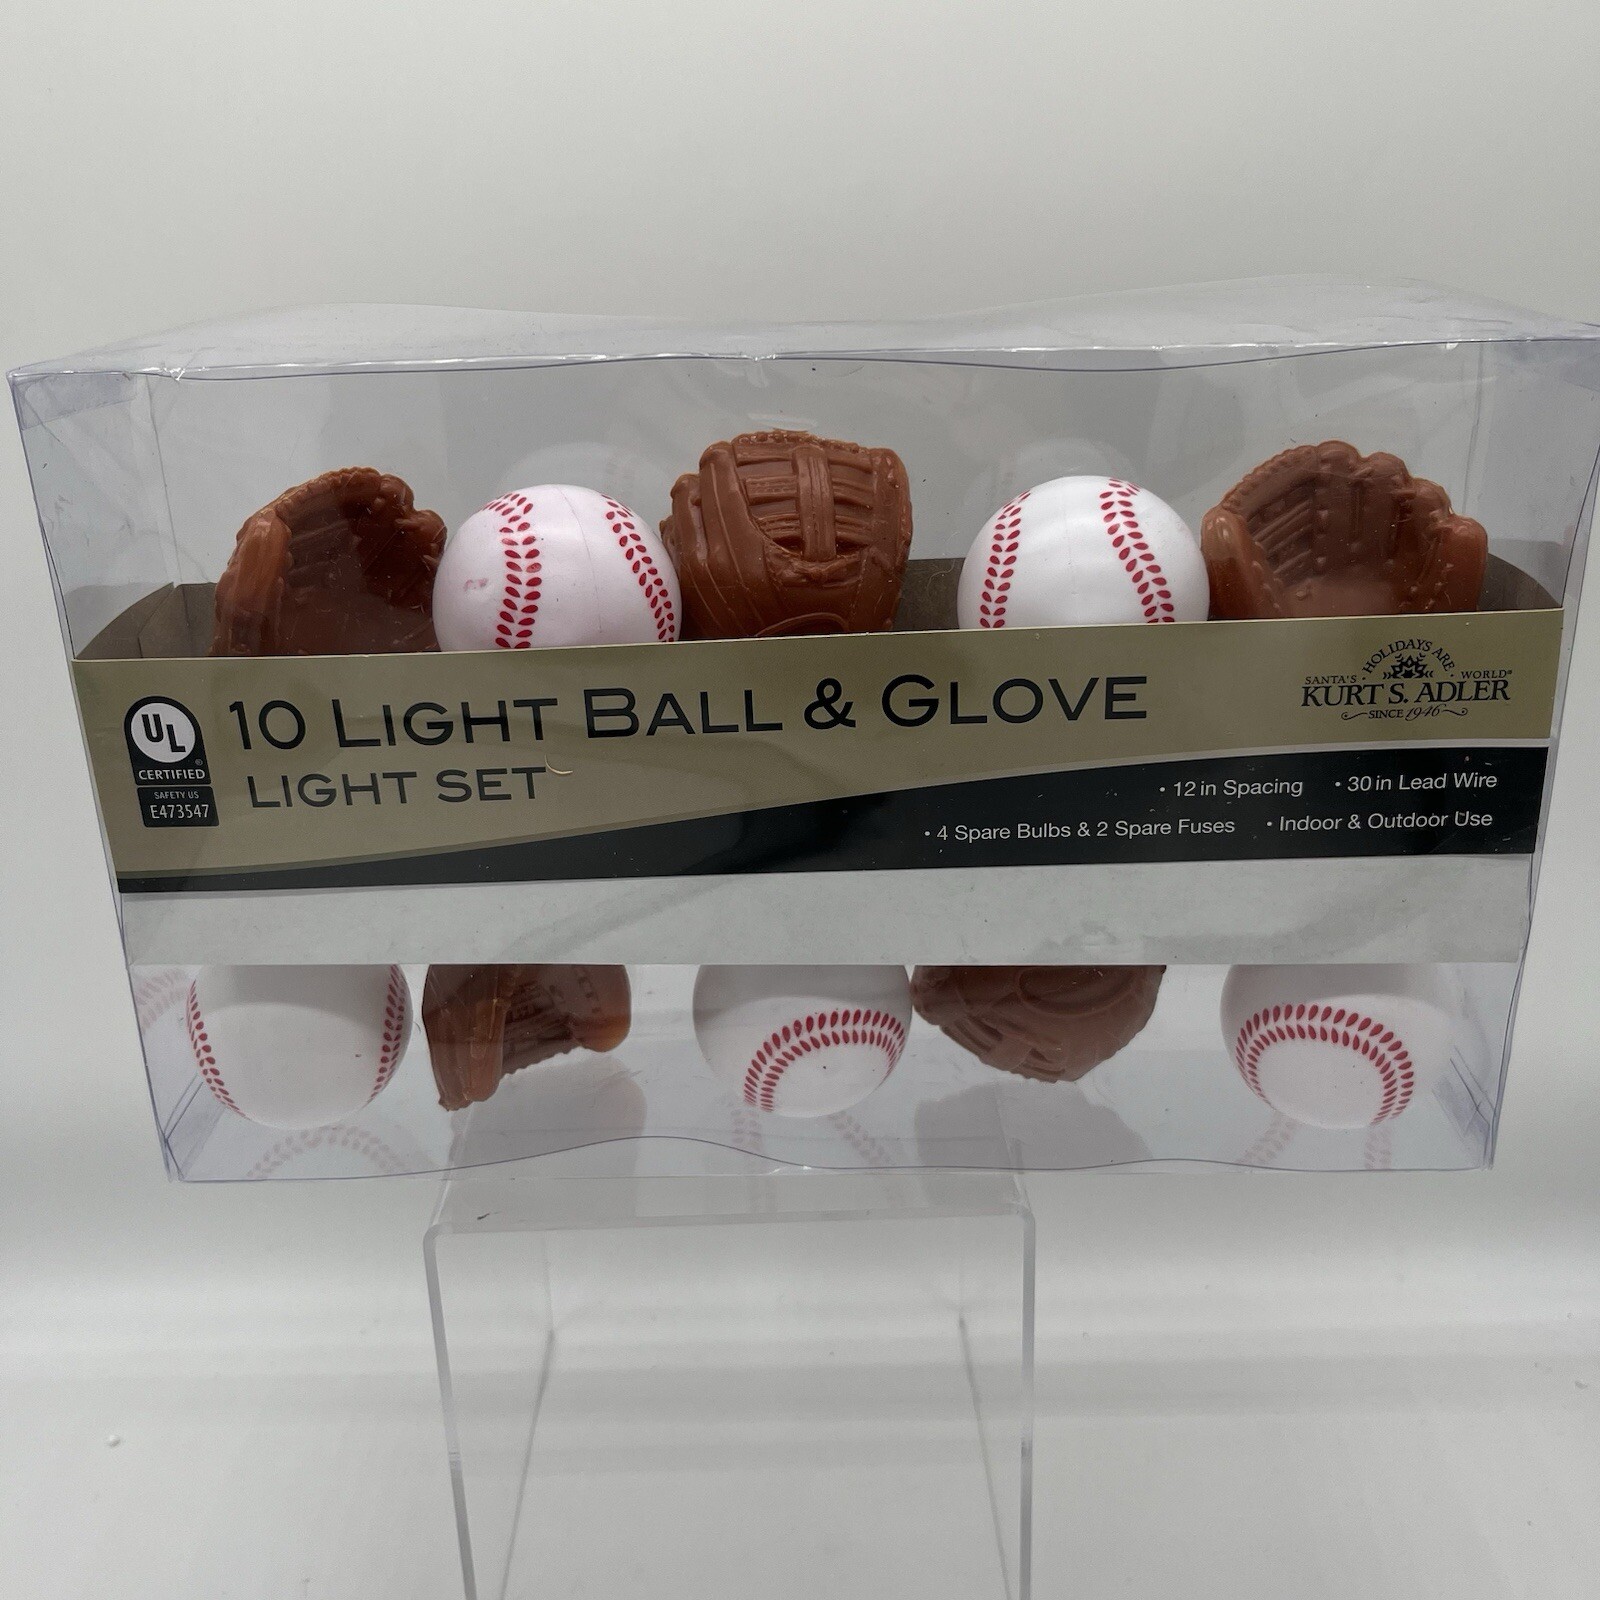 UL
®
CERTIFIED
SAFETY US
E473547
10 LIGHT BALL & GLOVE
LIGHT SET
HOLIDAYS ARE
SANTA'S WORLD®
KURT S. ADLER
SINCE 1946
• 12 in Spacing • 30 in Lead Wire
• 4 Spare Bulbs & 2 Spare Fuses • Indoor & Outdoor Use